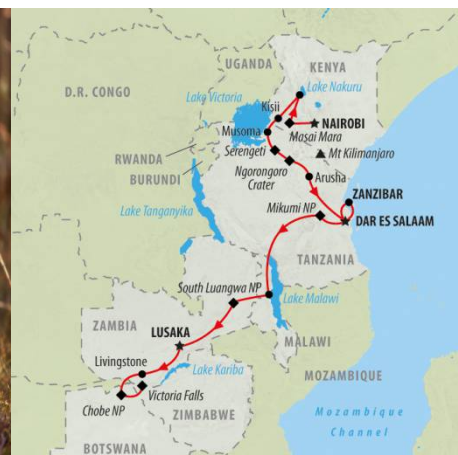 UGANDA
KENYA
D.R. CONGO
Lake Victoria
Lake Nakuru
Kisii
NAIROBI
Musoma
Masai Mara
Serengeti
RWANDA
Mt Kilimanjaro
BURUNDI
Ngorongoro
Crater
Arusha
ZANZIBAR
Lake Tanganyika
Mikumi NP
DAR ES SALAAM
TANZANIA
South Luangwa NP
Lake Malawi
ZAMBIA
LUSAKA
MALAWI
Livingstone
Lake Kariba
MOZAMBIQUE
Chobe NP
Victoria Falls
ZIMBABWE
Mozambique
Channel
BOTSWANA